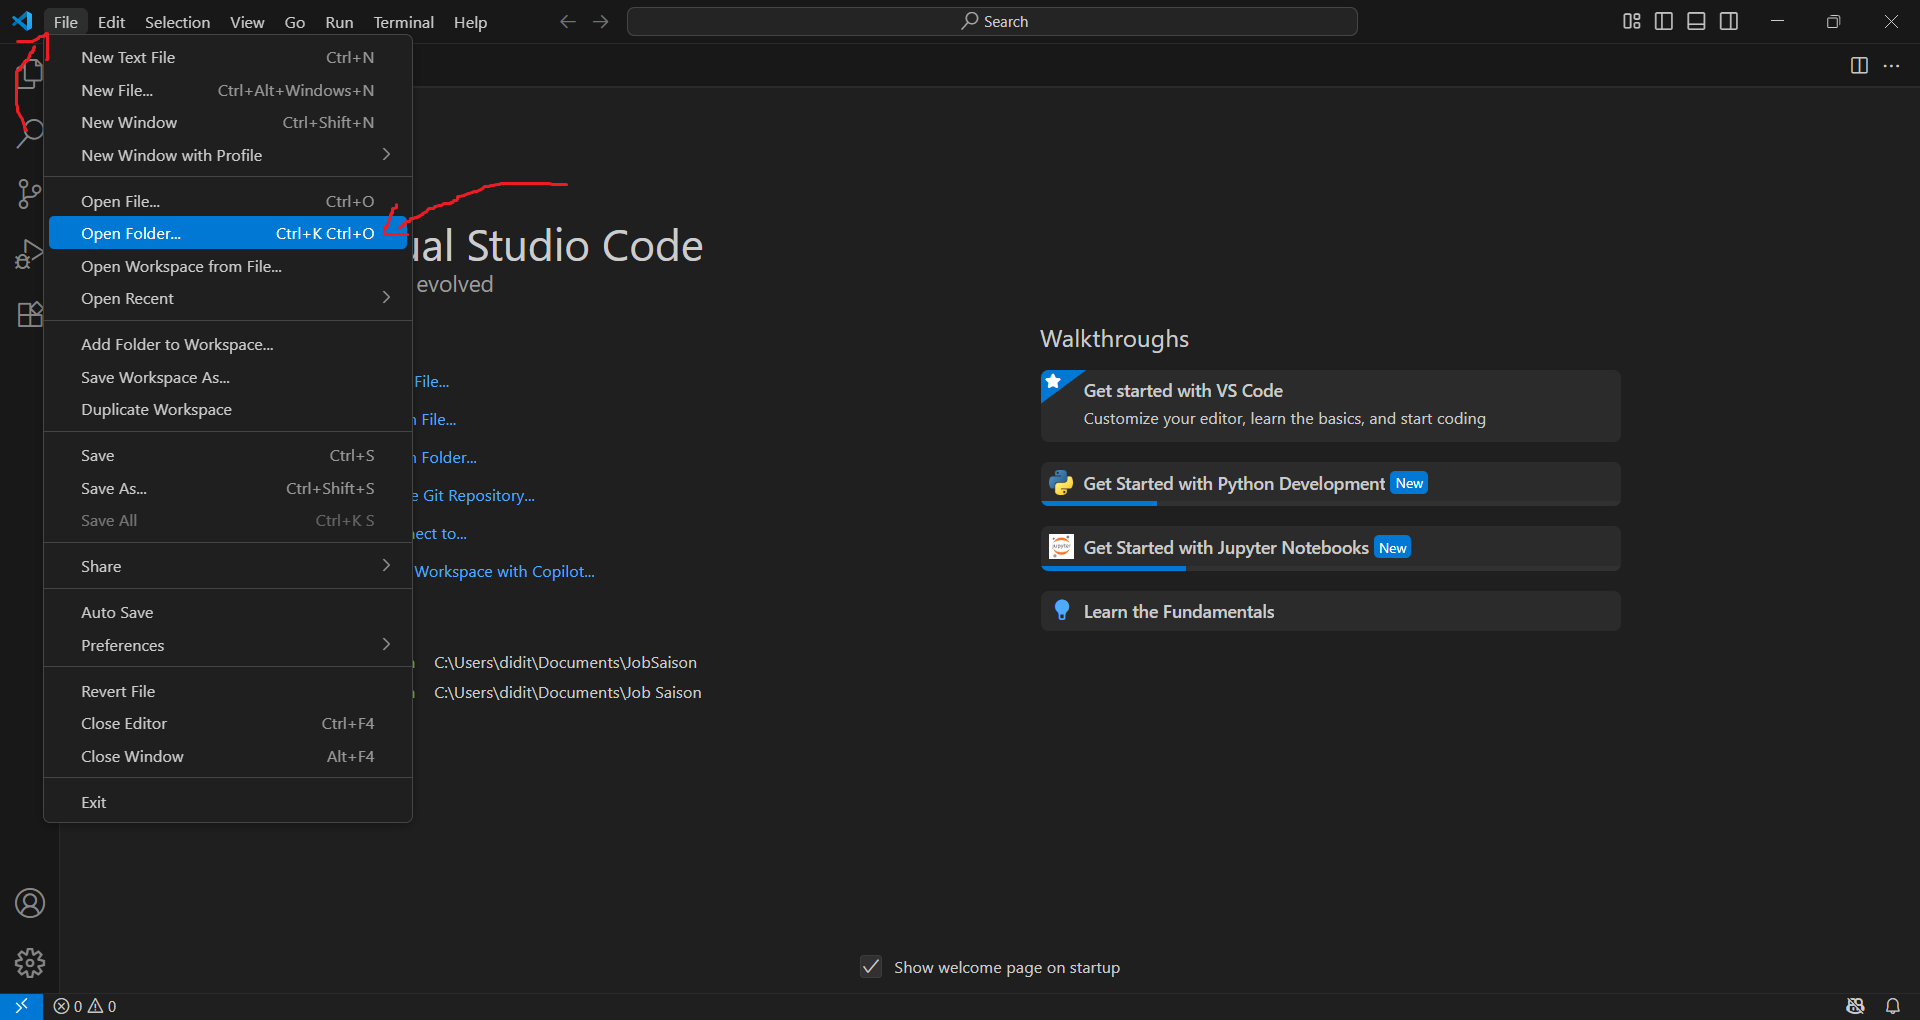 File Edit Selection View Go Run Terminal Help Search
New Text File Ctrl+N
New File... Ctrl+Alt+Windows+N
New Window Ctrl+Shift+N
New Window with Profile
Open File... Ctrl+O
Open Folder... Ctrl+K Ctrl+O
Open Workspace from File...
Open Recent
Add Folder to Workspace...
Save Workspace As...
Duplicate Workspace
Save Ctrl+S
Save As... Ctrl+Shift+S
Save All Ctrl+K S
Share
Auto Save
Preferences
Revert File
Close Editor Ctrl+F4
Close Window Alt+F4
Exit
ual Studio Code
evolved
File...
File...
Folder...
e Git Repository...
ect to...
Workspace with Copilot...
C:\Users\didit\Documents\JobSaison
C:\Users\didit\Documents\Job Saison
Walkthroughs
Get started with VS Code
Customize your editor, learn the basics, and start coding
Get Started with Python Development New
Get Started with Jupyter Notebooks New
Learn the Fundamentals
Show welcome page on startup
0 0